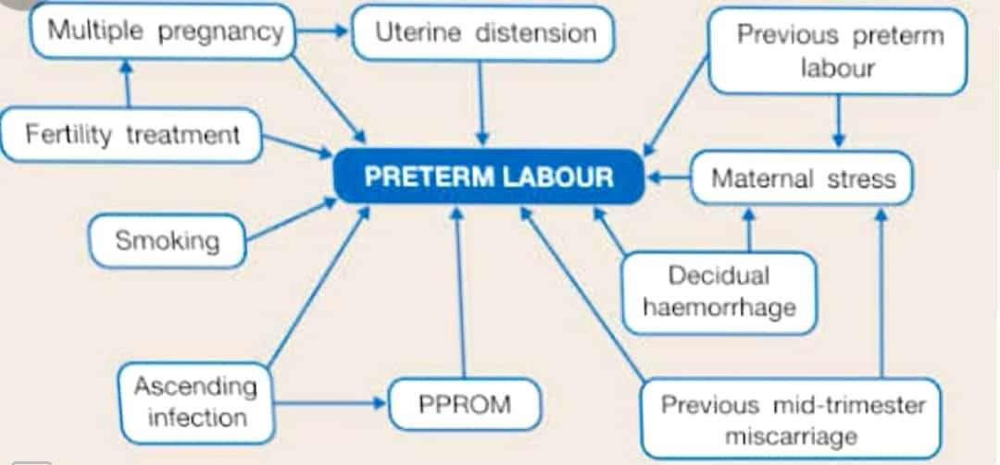 Multiple pregnancy
Uterine distension
Previous preterm
labour
Fertility treatment
PRETERM LABOUR
Maternal stress
Smoking
Decidual
haemorrhage
Ascending
infection
PPROM
Previous mid-trimester
miscarriage